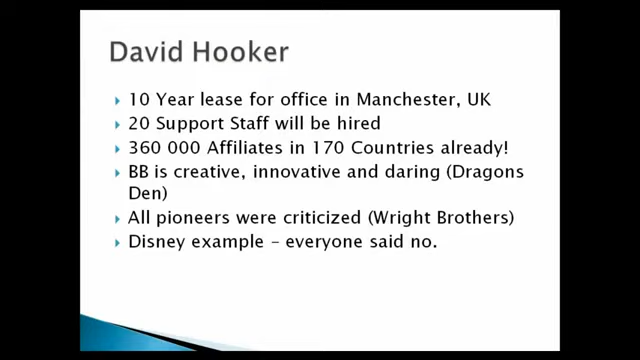 David Hooker
10 Year lease for office in Manchester, UK
20 Support Staff will be hired
360 000 Affiliates in 170 Countries already!
BB is creative, innovative and daring (Dragons
Den)
All pioneers were criticized (Wright Brothers)
Disney example – everyone said no.